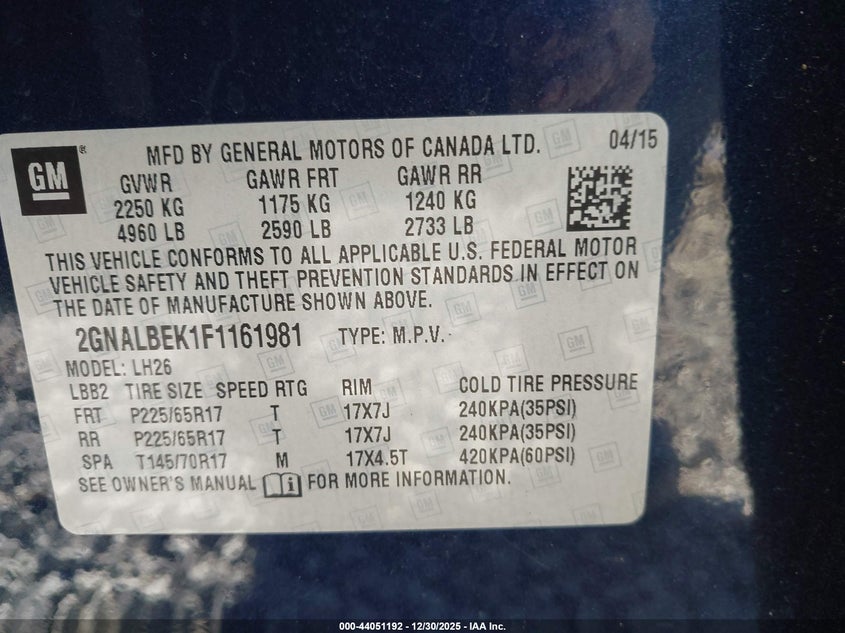 GM ®
MFD BY GENERAL MOTORS OF CANADA LTD. 04/15
GVWR GAWR FRT GAWR RR
2250 KG 1175 KG 1240 KG
4960 LB 2590 LB 2733 LB
THIS VEHICLE CONFORMS TO ALL APPLICABLE U.S. FEDERAL MOTOR
VEHICLE SAFETY AND THEFT PREVENTION STANDARDS IN EFFECT ON
THE DATE OF MANUFACTURE SHOWN ABOVE.
2GNALBEK1F1161981 TYPE: M.P.V.
MODEL: LH26
LBB2 TIRE SIZE SPEED RTG RIM COLD TIRE PRESSURE
FRT P225/65R17 T 17X7J 240KPA(35PSI)
RR P225/65R17 T 17X7J 240KPA(35PSI)
SPA T145/70R17 M 17X4.5T 420KPA(60PSI)
SEE OWNER'S MANUAL i FOR MORE INFORMATION.
000-44051192 - 12/30/2025 - IAA Inc.